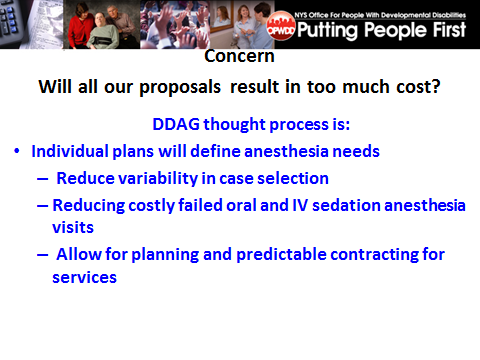 NYS Office For People With Developmental Disabilities
OPWDD Putting People First
Concern
Will all our proposals result in too much cost?
DDAG thought process is:
• Individual plans will define anesthesia needs
– Reduce variability in case selection
– Reducing costly failed oral and IV sedation anesthesia
visits
– Allow for planning and predictable contracting for
services